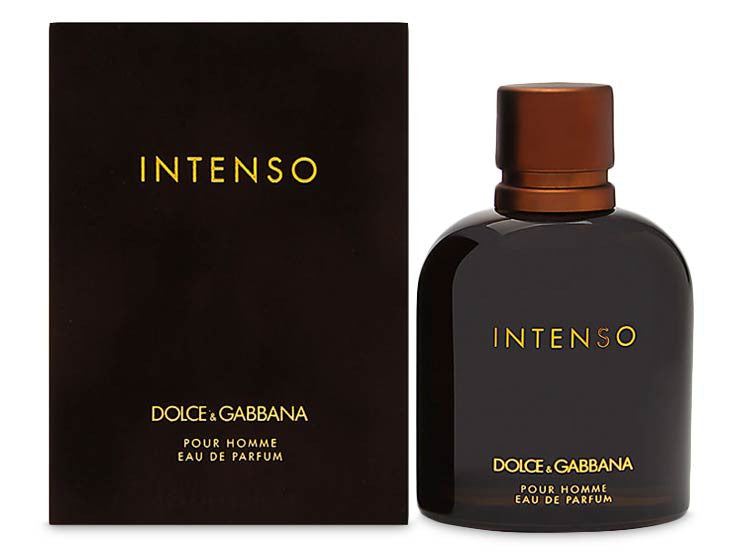 INTENSO
DOLCE & GABBANA
POUR HOMME
EAU DE PARFUM
INTENSO
DOLCE & GABBANA
POUR HOMME
EAU DE PARFUM